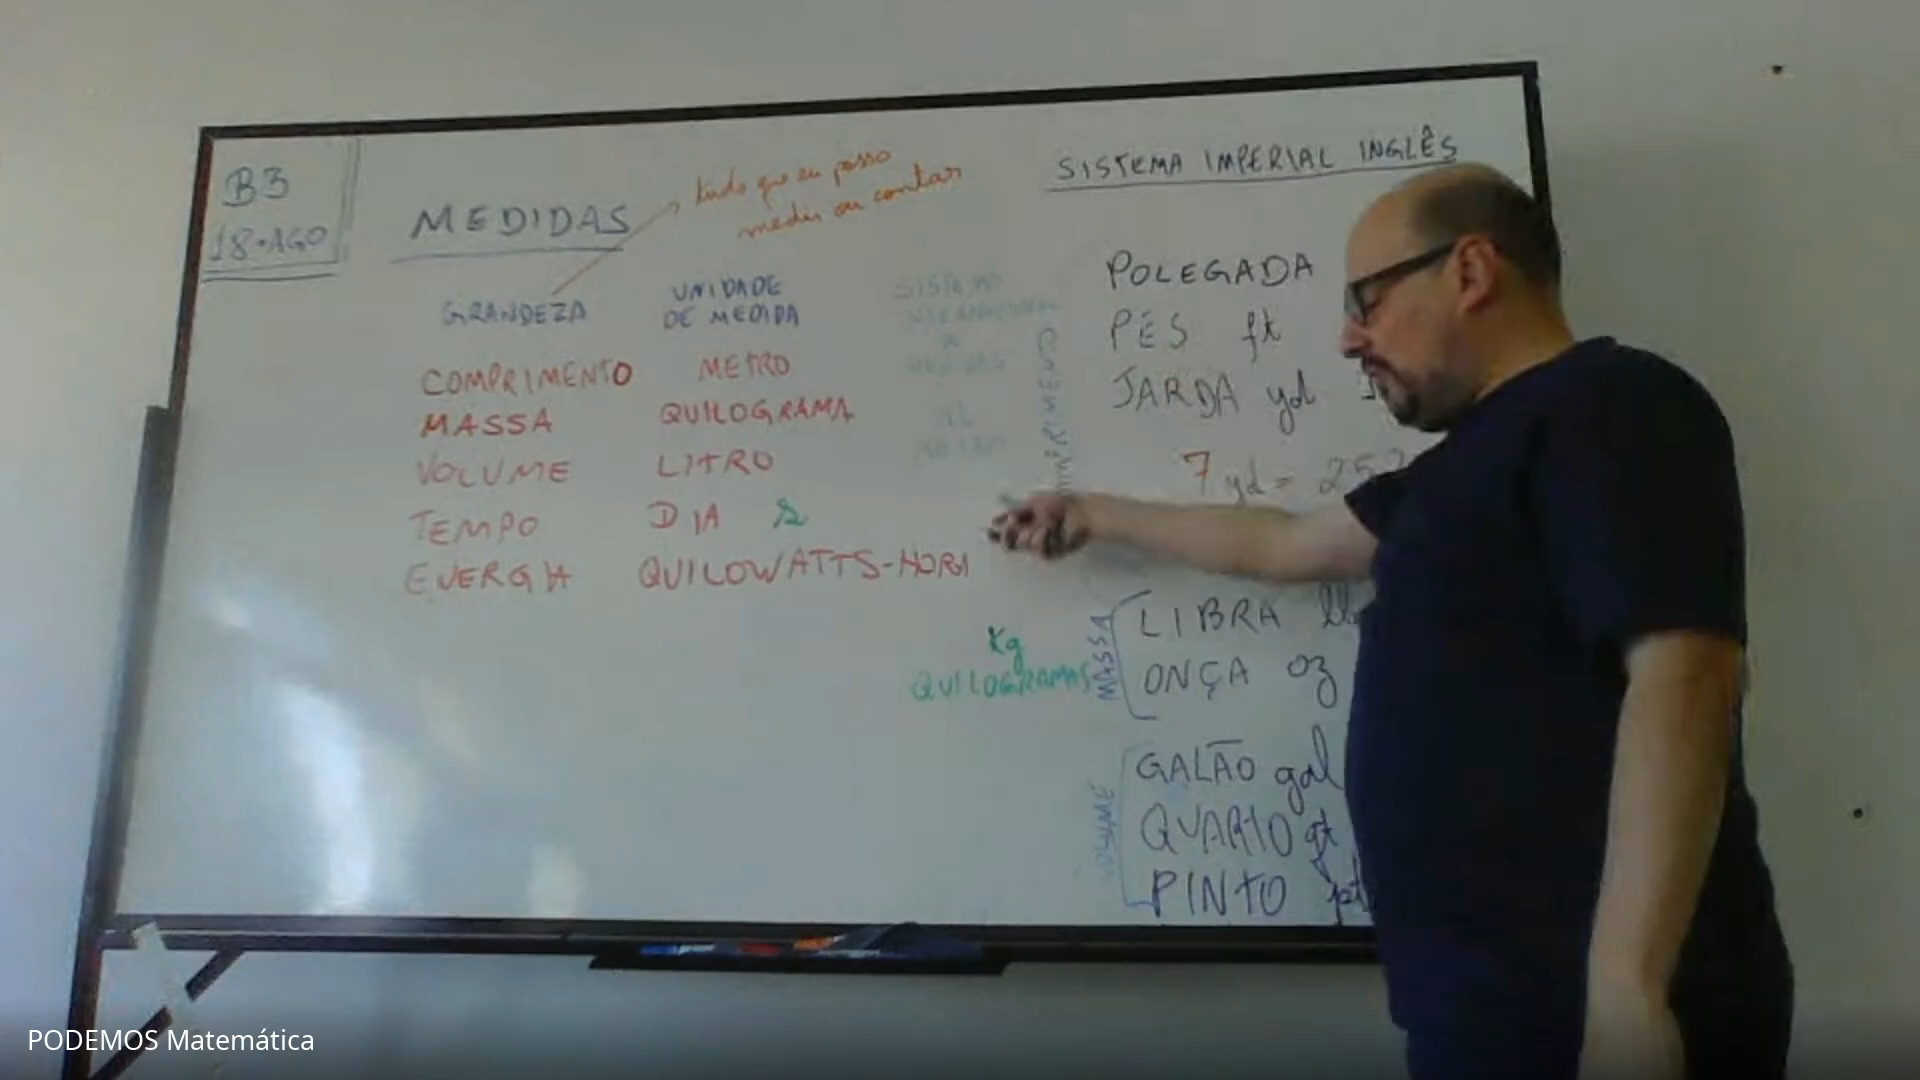 B3
18-AGO
MEDIDAS
tudo que eu posso
medir ou contar
GRANDEZA
UNIDADE
DE MEDIDA
COMPRIMENTO METRO
MASSA QUILOGRAMA
VOLUME LITRO
TEMPO DIA s
ENERGIA QUILOWATTS-HORA
Kg
QUILOGRAMAS
SISTEMA IMPERIAL INGLÊS
POLEGADA
PÉS ft
JARDA yd
7 yd =
MASSA
LIBRA
ONÇA oz
VOLUME
GALÃO gal
QUARTO qt
PINTO pt
PODEMOS Matemática